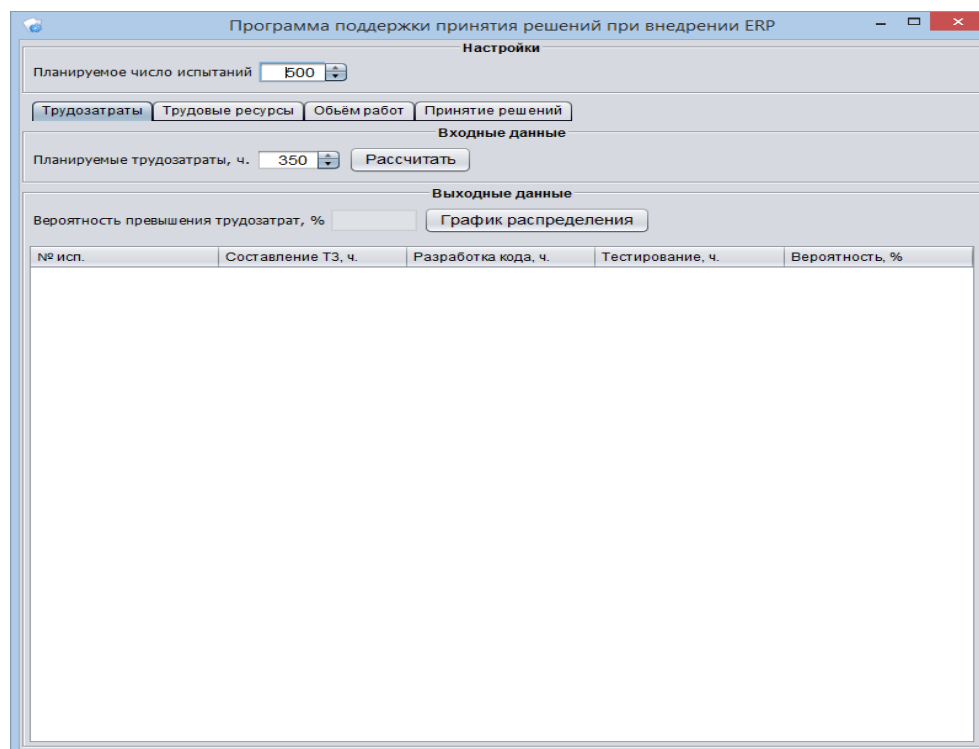 Программа поддержки принятия решений при внедрении ERP
Настройки
Планируемое число испытаний 500
Трудозатраты Трудовые ресурсы Обьём работ Принятие решений
Входные данные
Планируемые трудозатраты, ч. 350 Рассчитать
Выходные данные
Вероятность превышения трудозатрат, % График распределения
№ исп. Составление ТЗ, ч. Разработка кода, ч. Тестирование, ч. Вероятность, %